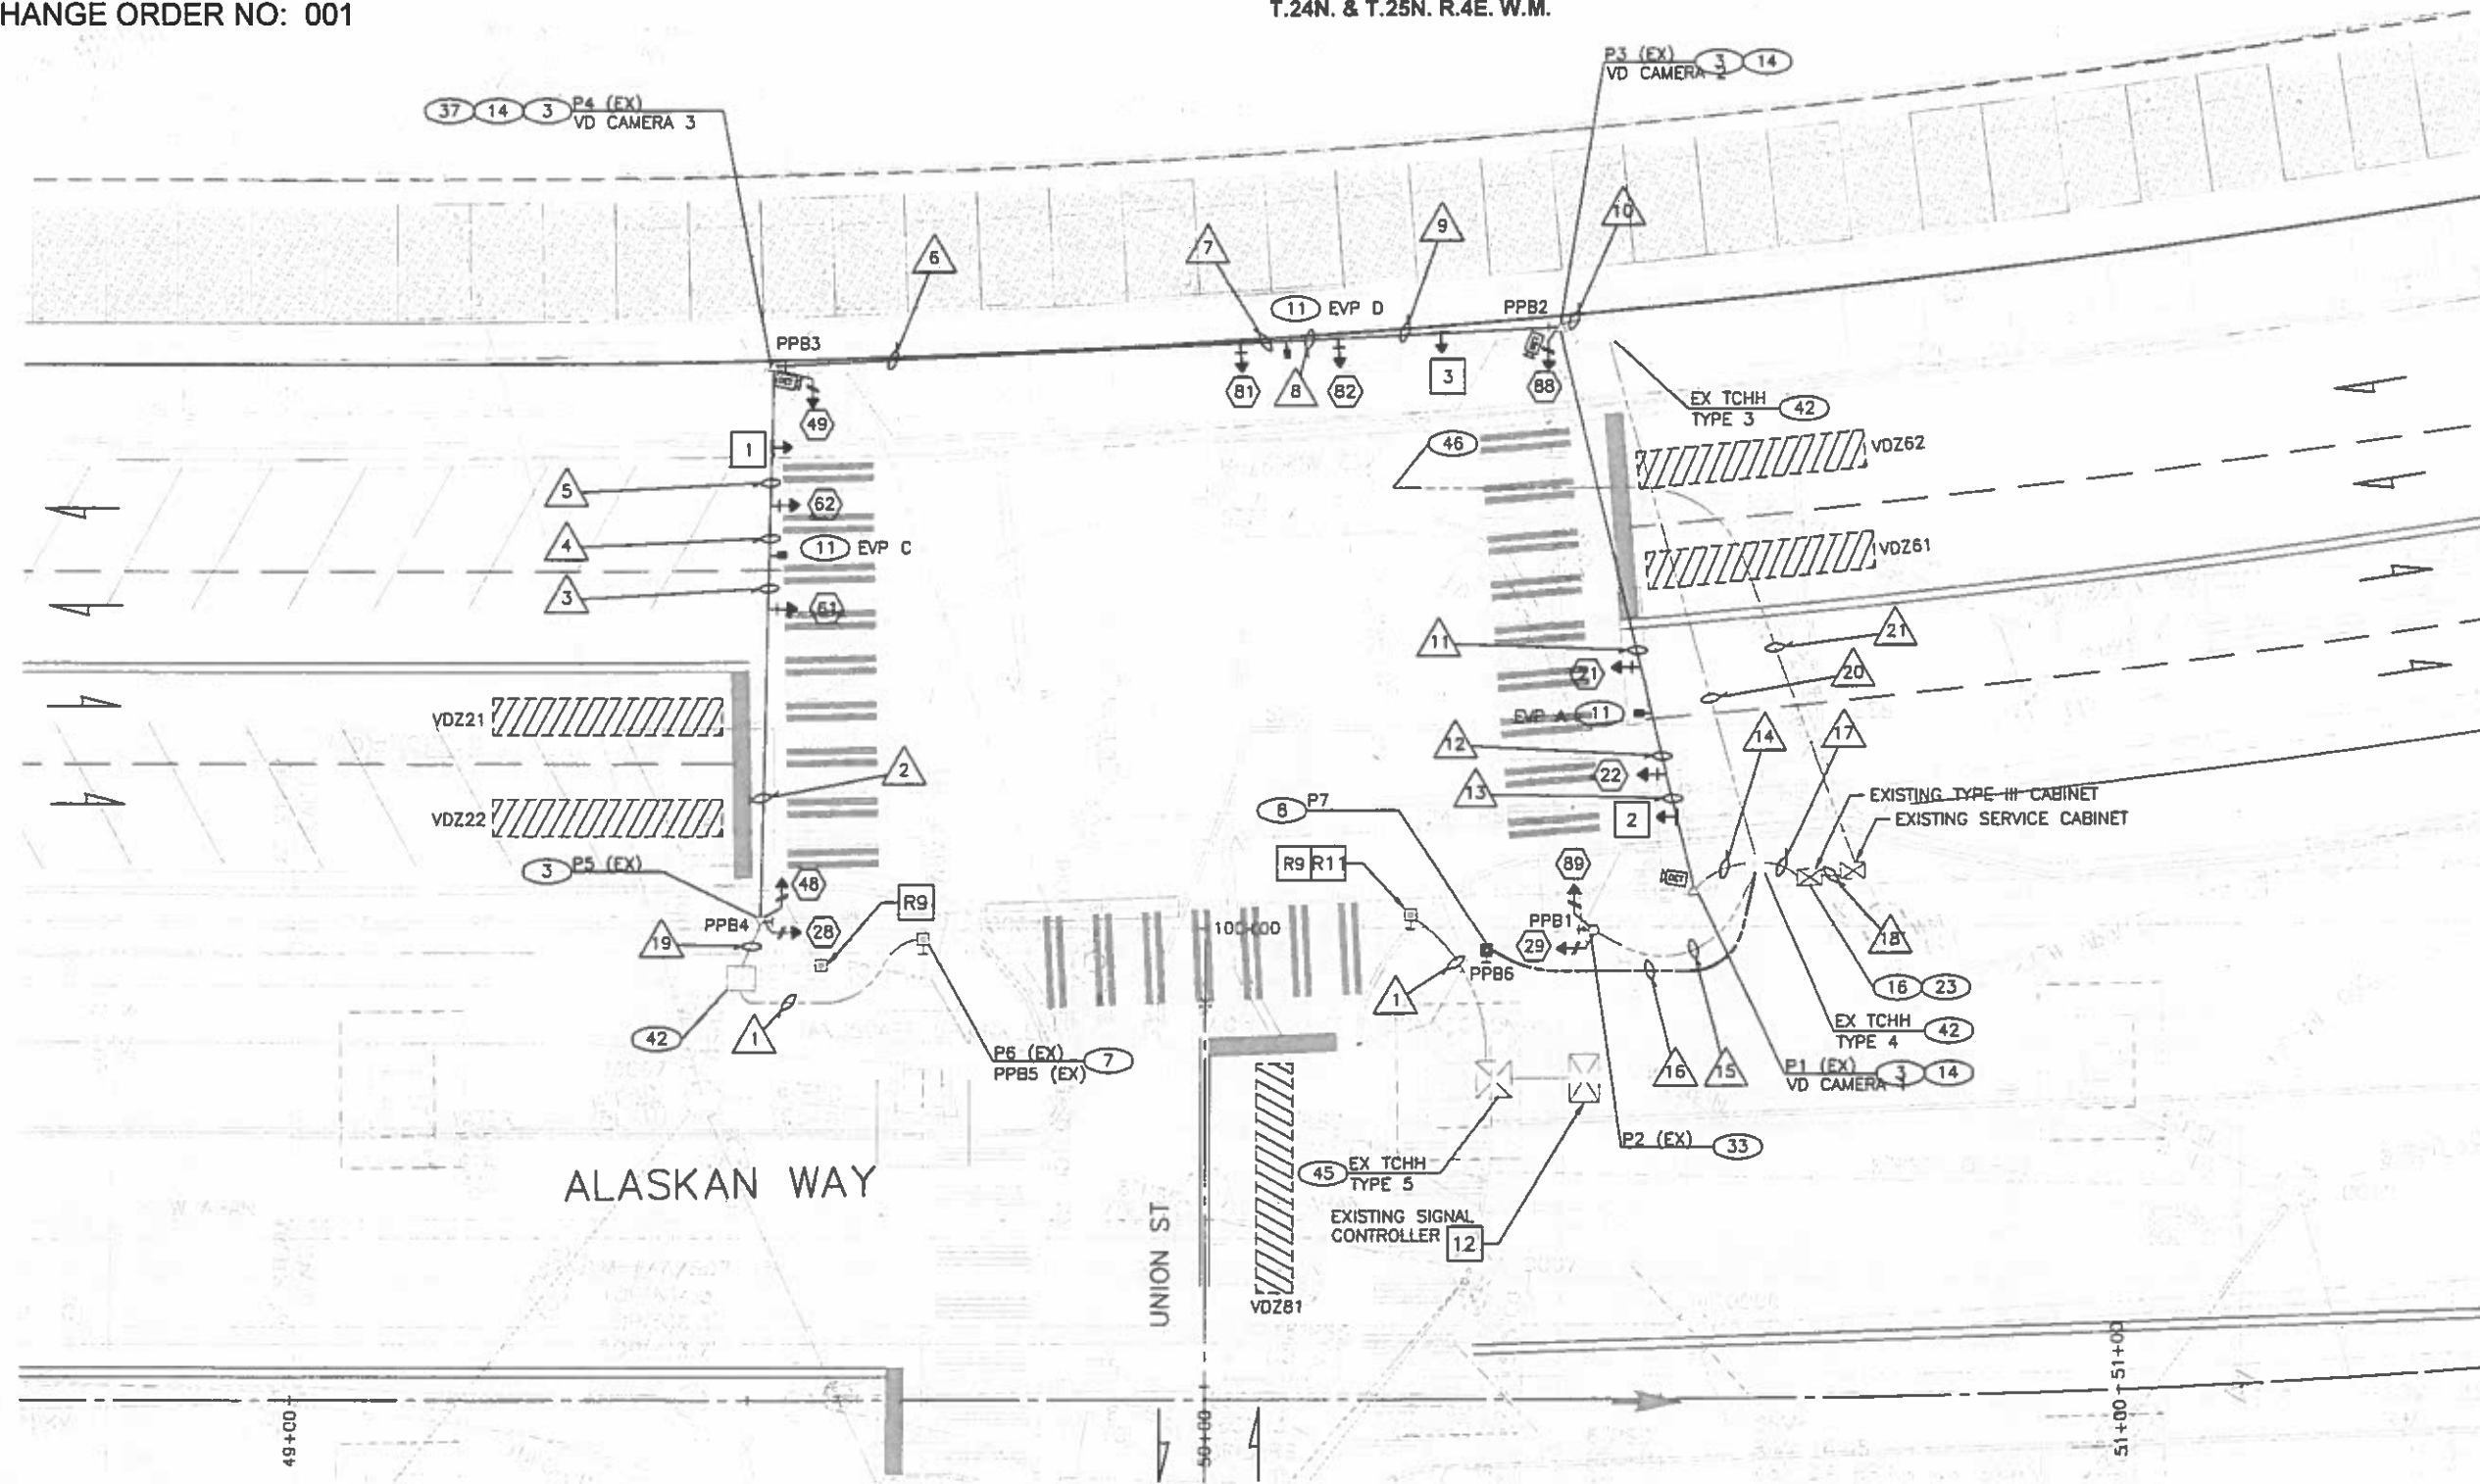 HANGE ORDER NO: 001
T.24N. & T.25N. R.4E. W.M.
P3 (EX) 3 14
VD CAMERA 2
37 14 3 P4 (EX)
VD CAMERA 3
10
9
7
6
11 EVP D
PPB2
PPB3
81
8
82
3
88
EX TCHH 42
TYPE 3
49
1
46
VDZ62
5
62
4
11 EVP C
VDZ61
3
61
11
21
21
20
EVP A 11
VDZ21
2
12
14
17
22
13
EXISTING TYPE III CABINET
EXISTING SERVICE CABINET
VDZ22
8 P7
2
3 P5 (EX)
R9 R11
89
48
R9
PPB4
28
19
100+00
PPB1
29
18
PPB6
1
16 23
42
1
EX TCHH 42
TYPE 4
P6 (EX) 7
PPB5 (EX)
16
15
P1 (EX) 3 14
VD CAMERA 1
P2 (EX) 33
ALASKAN WAY
45 EX TCHH
TYPE 5
UNION ST
EXISTING SIGNAL
CONTROLLER 12
VDZ81
49+00
50+00
51+00
51+00